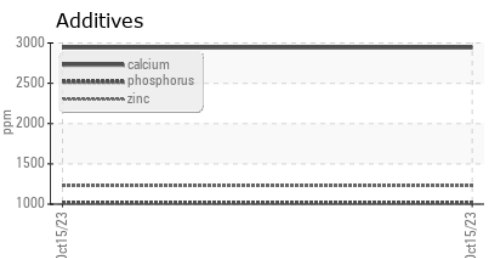 Additives
3000
2500
2000
1500
1000
ppm
calcium
phosphorus
zinc
Oct15/23
Oct15/23